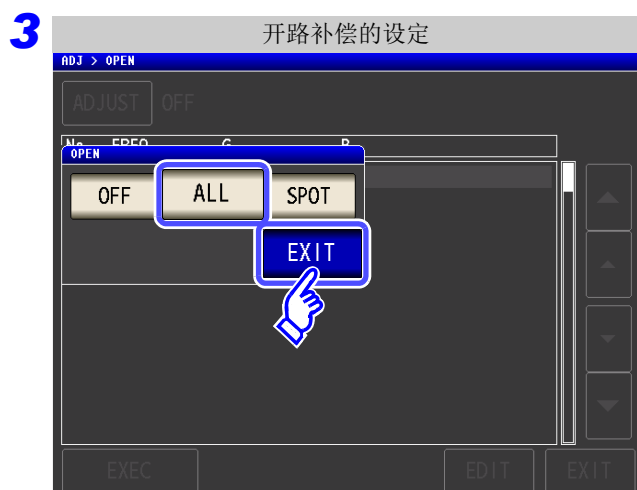 3
开路补偿的设定
ADJ > OPEN
ADJUST OFF
No. FREQ G B
OPEN
OFF ALL SPOT
EXIT
EXEC EDIT EXIT